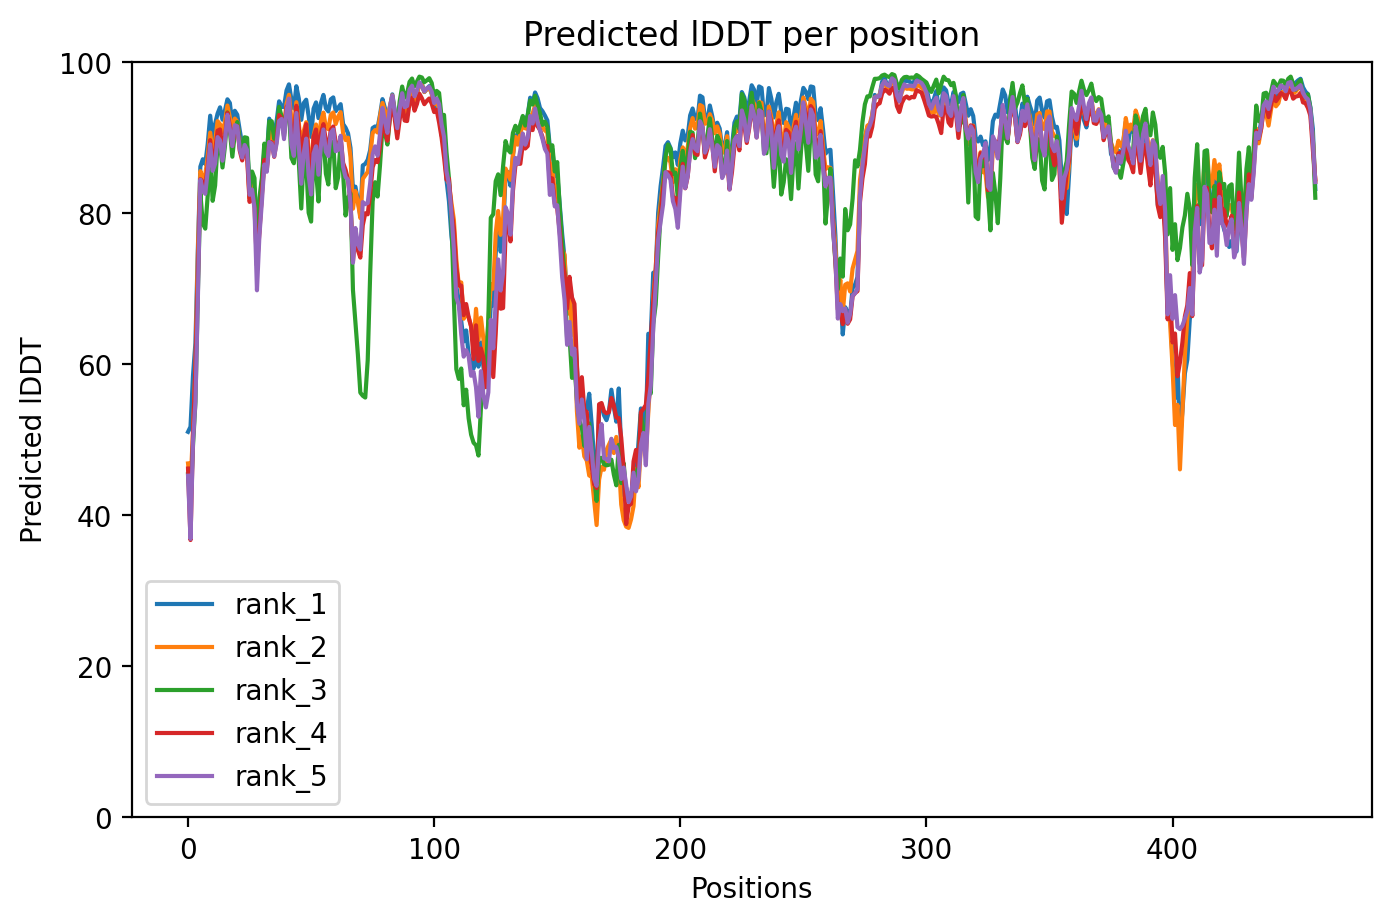 Predicted lDDT per position
100
80
60
40
20
0
Predicted lDDT
rank_1
rank_2
rank_3
rank_4
rank_5
0 100 200 300 400
Positions